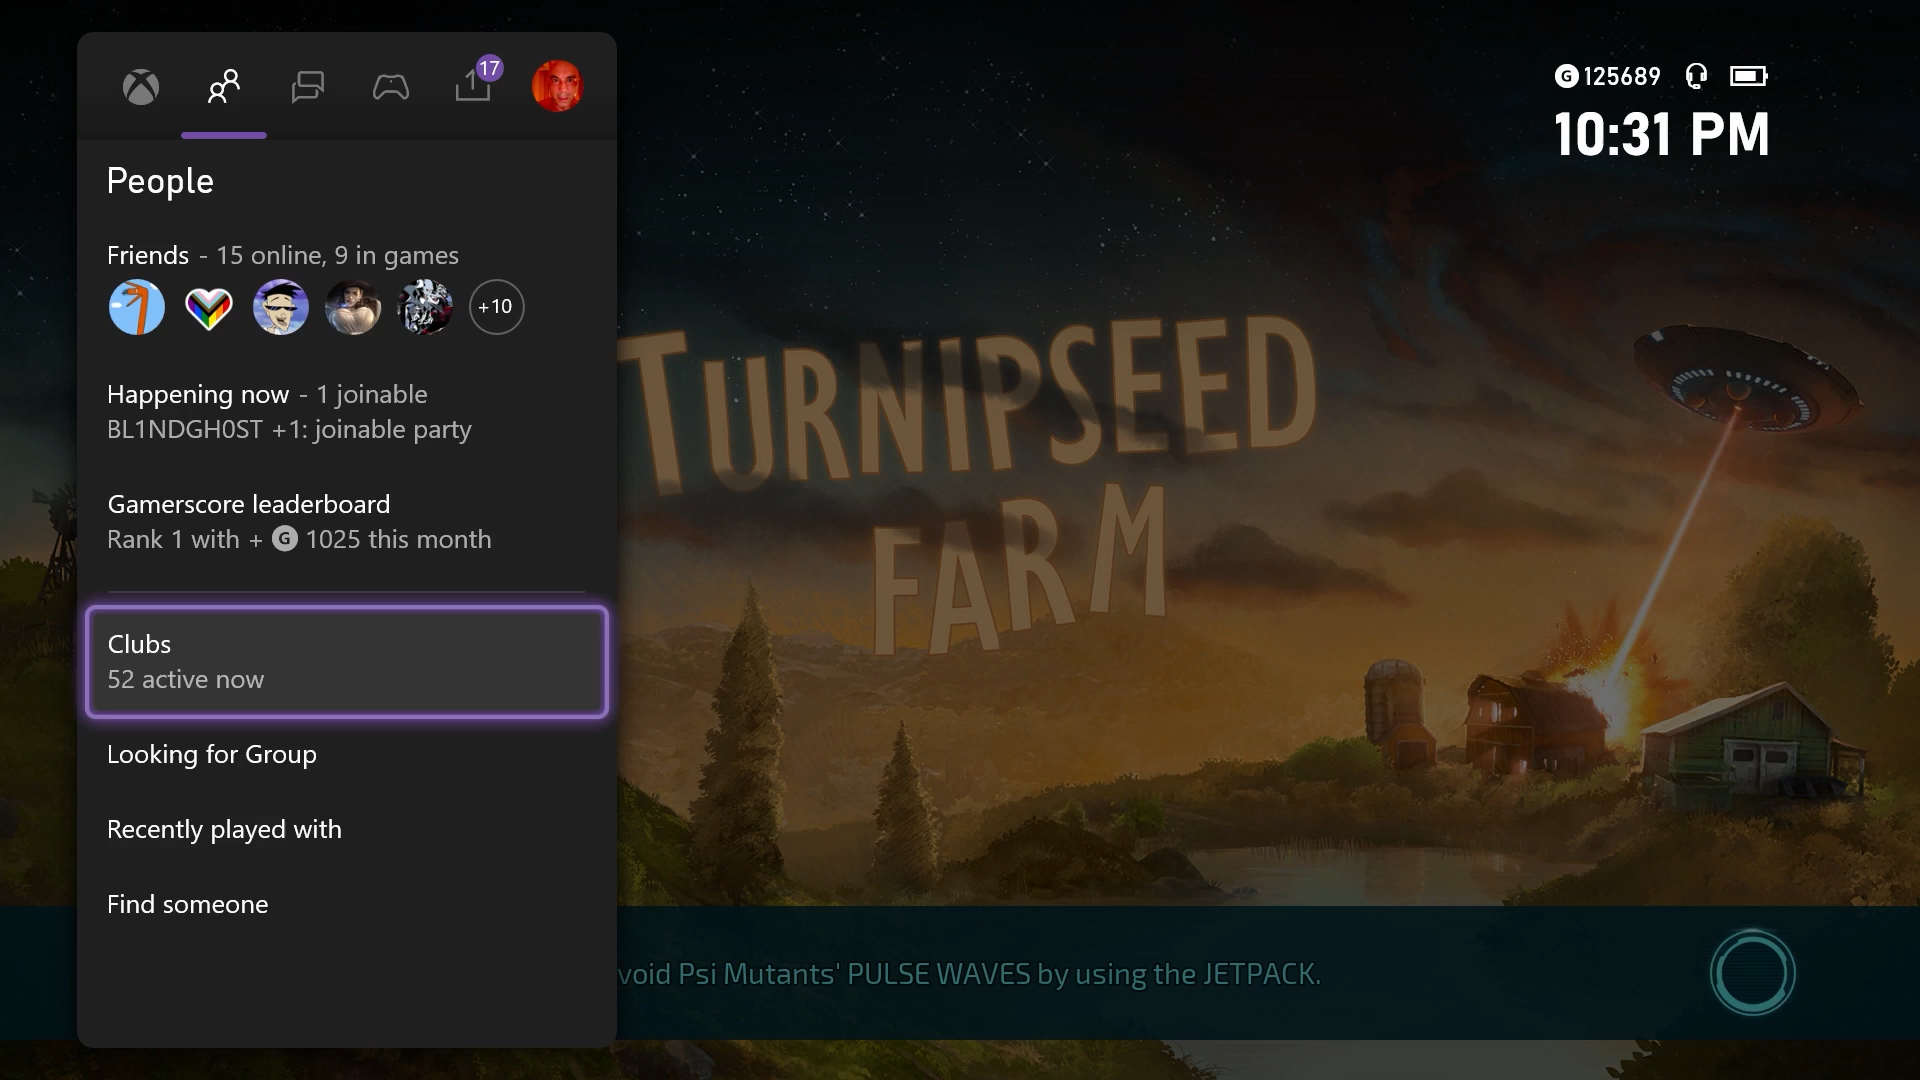 17
G 125689
10:31 PM
People
Friends - 15 online, 9 in games
+10
Happening now - 1 joinable
BL1NDGH0ST +1: joinable party
Gamerscore leaderboard
Rank 1 with + G 1025 this month
Clubs
52 active now
Looking for Group
Recently played with
Find someone
TURNIPSEED
FARM
void Psi Mutants' PULSE WAVES by using the JETPACK.